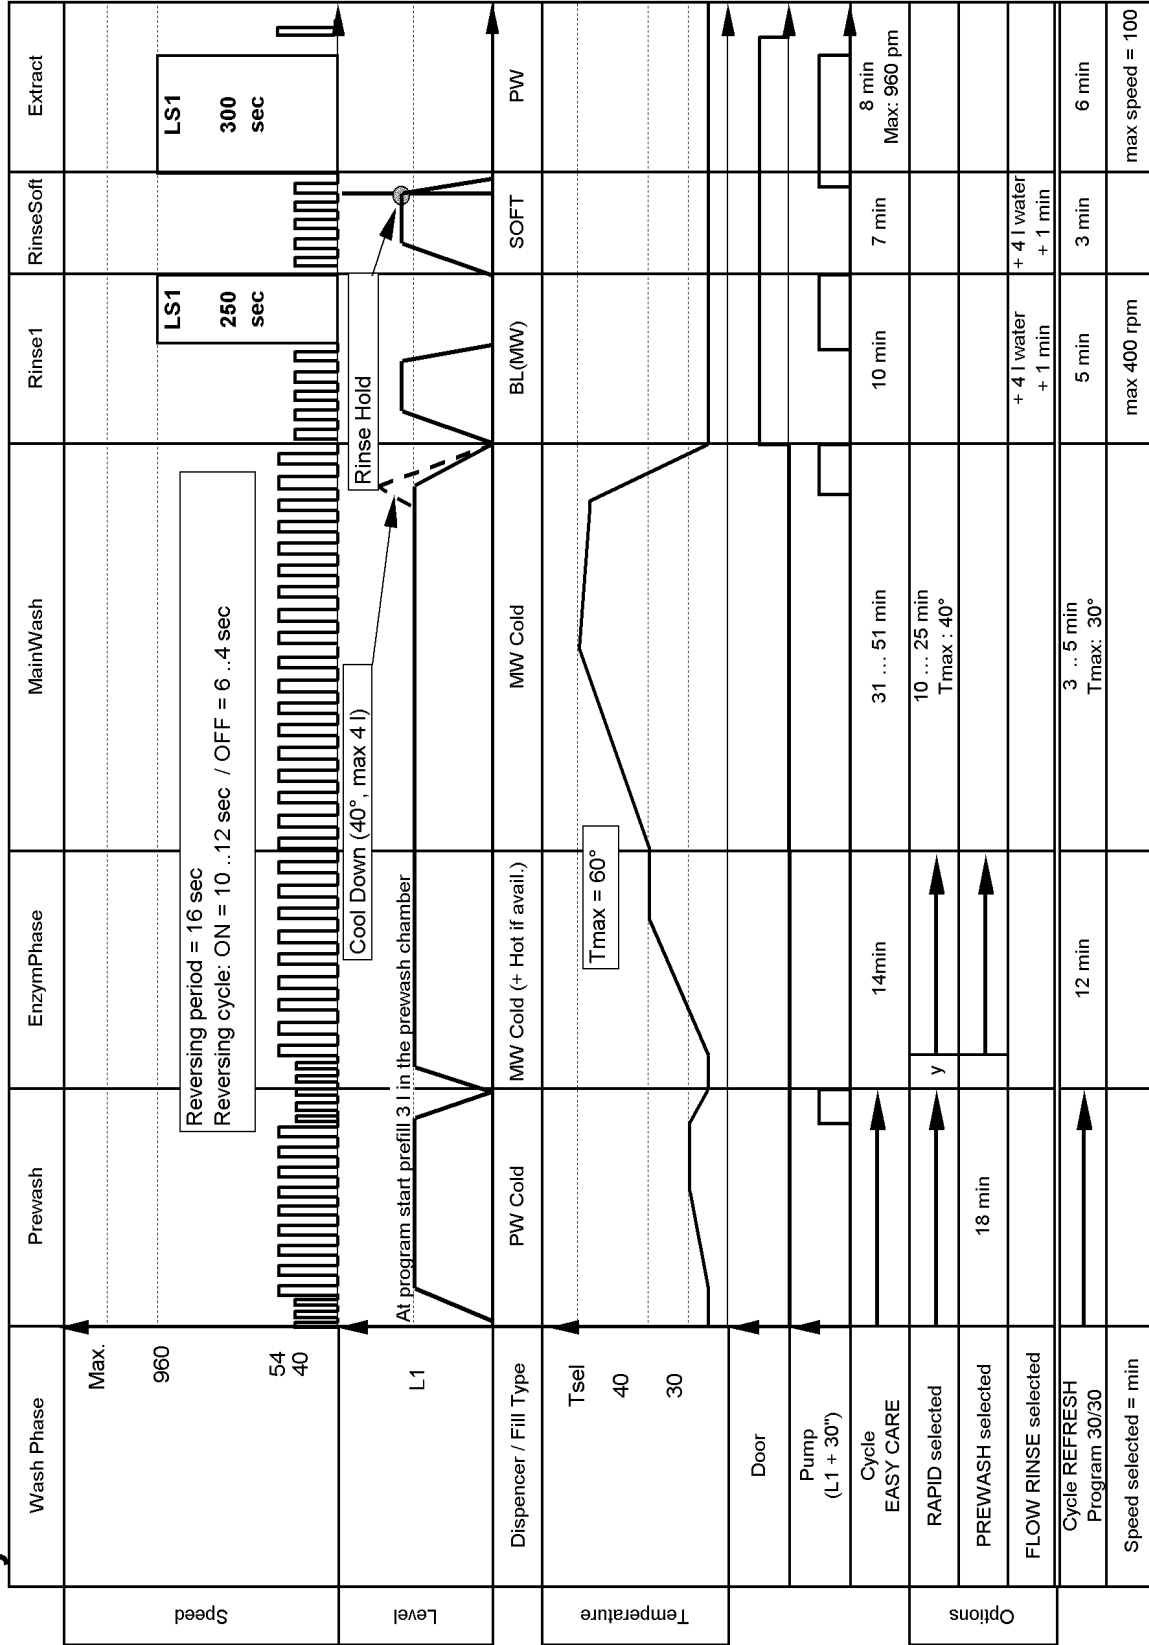 Wash Phase
Prewash
EnzymPhase
MainWash
Rinse1
RinseSoft
Extract
Speed
Max.
960
54
40
Reversing period = 16 sec
Reversing cycle: ON = 10 ..12 sec / OFF = 6 ..4 sec
LS1
250
sec
LS1
300
sec
Level
L1
At program start prefill 3 l in the prewash chamber
Cool Down (40°, max 4 l)
Rinse Hold
Dispencer / Fill Type
PW Cold
MW Cold (+ Hot if avail.)
MW Cold
BL(MW)
SOFT
PW
Temperature
Tsel
40
30
Tmax = 60°
Door
Pump
(L1 + 30")
Cycle
EASY CARE
14min
31 ... 51 min
10 min
7 min
8 min
Max: 960 pm
Options
RAPID selected
y
10 ... 25 min
Tmax : 40°
PREWASH selected
18 min
FLOW RINSE selected
+ 4 l water
+ 1 min
+ 4 l water
+ 1 min
Cycle REFRESH
Program 30/30
12 min
3 .. 5 min
Tmax: 30°
5 min
3 min
6 min
Speed selected = min
max 400 rpm
max speed = 100